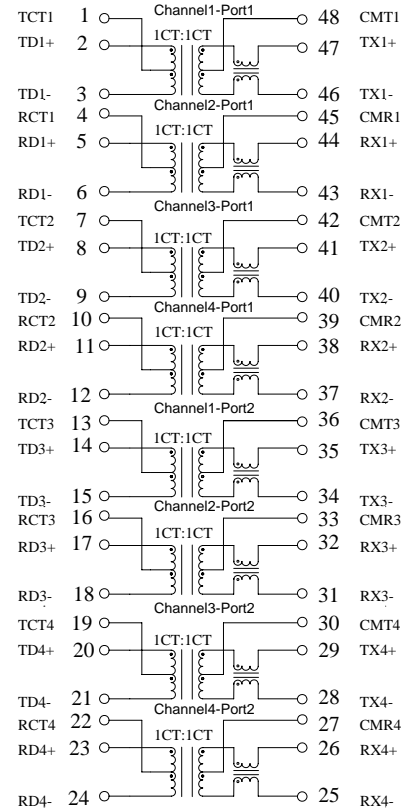 TCT1 1 Channel1-Port1 48 CMT1
TD1+ 2 1CT:1CT 47 TX1+
TD1- 3 46 TX1-
Channel2-Port1
RCT1 4 45 CMR1
RD1+ 5 1CT:1CT 44 RX1+
RD1- 6 43 RX1-
Channel3-Port1
TCT2 7 42 CMT2
TD2+ 8 1CT:1CT 41 TX2+
TD2- 9 40 TX2-
Channel4-Port1
RCT2 10 39 CMR2
RD2+ 11 1CT:1CT 38 RX2+
RD2- 12 37 RX2-
Channel1-Port2
TCT3 13 36 CMT3
TD3+ 14 1CT:1CT 35 TX3+
TD3- 15 34 TX3-
Channel2-Port2
RCT3 16 33 CMR3
RD3+ 17 1CT:1CT 32 RX3+
RD3- 18 31 RX3-
Channel3-Port2
TCT4 19 30 CMT4
TD4+ 20 1CT:1CT 29 TX4+
TD4- 21 28 TX4-
Channel4-Port2
RCT4 22 27 CMR4
RD4+ 23 1CT:1CT 26 RX4+
RD4- 24 25 RX4-